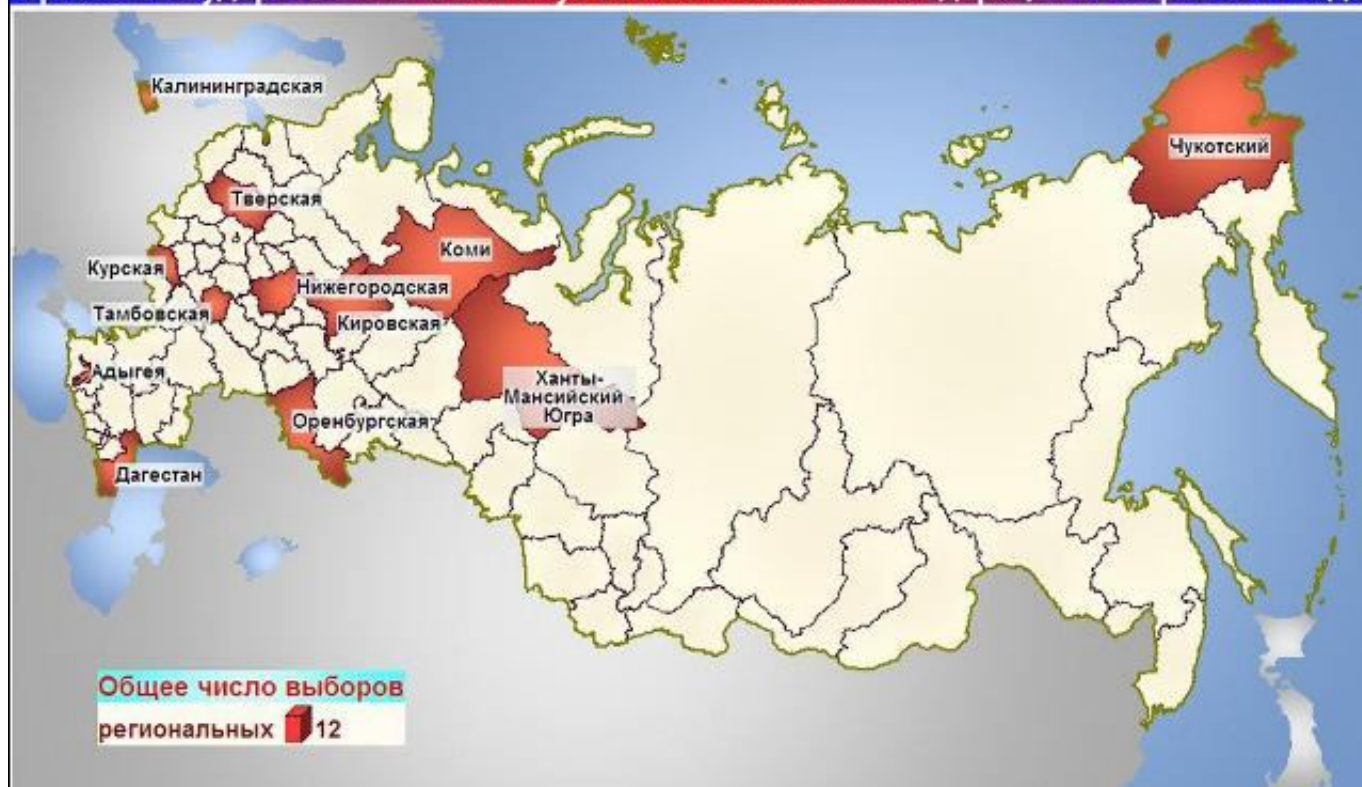 Калининградская
Чукотский
Тверская
Коми
Курская
Нижегородская
Тамбовская
Кировская
Адыгея
Ханты-
Мансийский -
Югра
Оренбургская
Дагестан
Общее число выборов
региональных 12